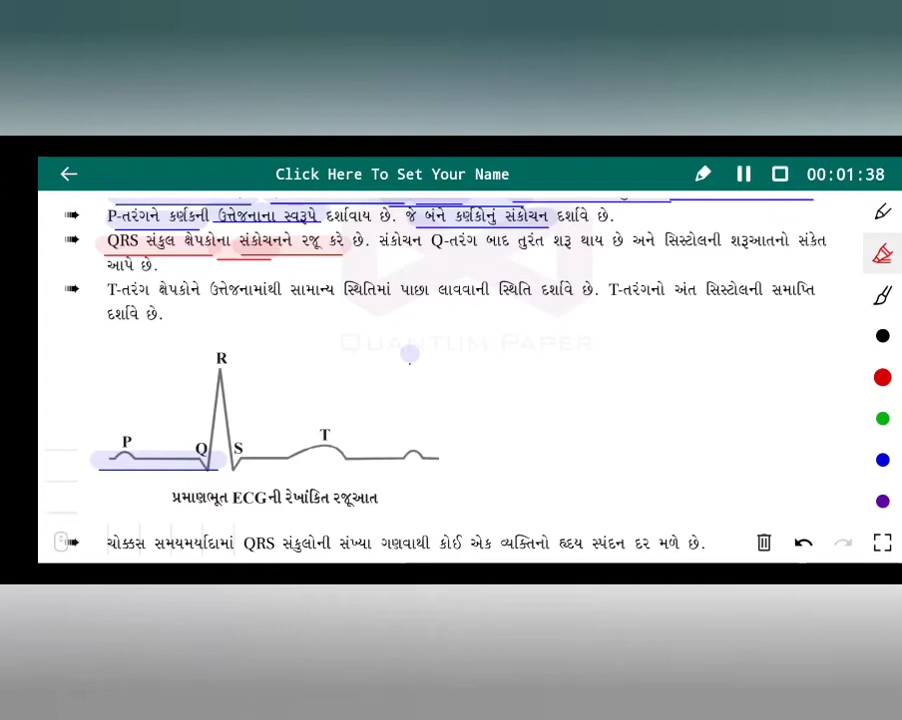 Click Here To Set Your Name
00:01:38
P-તરંગને કર્ણકની ઉત્તેજનાના સ્વરૂપે દર્શાવાય છે. જે બંને કર્ણકોનું સંકોચન દર્શાવે છે.
QRS સંકુલ ક્ષેપકોના સંકોચનને રજૂ કરે છે. સંકોચન Q-તરંગ બાદ તુરંત શરૂ થાય છે અને સિસ્ટોલની શરૂઆતનો સંકેત
આપે છે.
T-તરંગ ક્ષેપકોને ઉત્તેજનામાંથી સામાન્ય સ્થિતિમાં પાછા લાવવાની સ્થિતિ દર્શાવે છે. T-તરંગનો અંત સિસ્ટોલની સમાપ્તિ
દર્શાવે છે.
QUANTUM PAPER
R
P
Q
S
T
પ્રમાણભૂત ECGની રેખાંકિત રજૂઆત
ચોક્કસ સમયમર્યાદામાં QRS સંકુલોની સંખ્યા ગણવાથી કોઈ એક વ્યક્તિનો હૃદય સ્પંદન દર મળે છે.